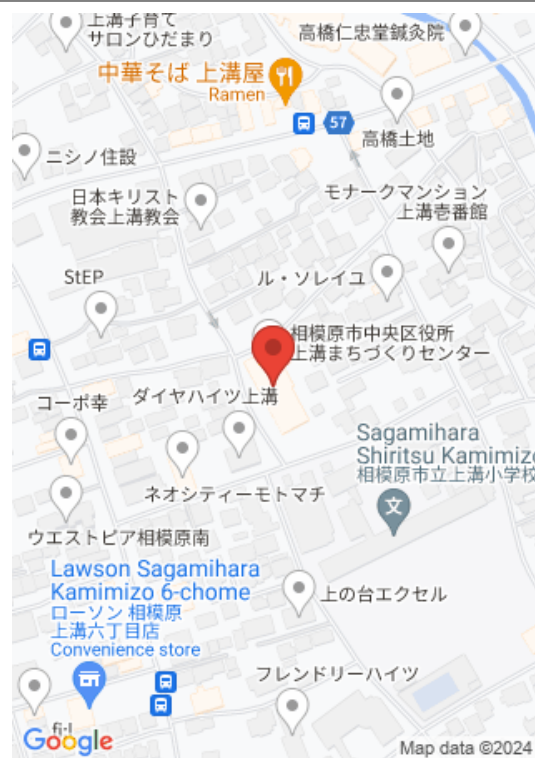 上溝子育て
サロンひだまり
高橋仁忠堂鍼灸院
中華そば 上溝屋
Ramen
57
高橋土地
ニシノ住設
日本キリスト
教会上溝教会
モナークマンション
上溝壱番館
StEP
ル・ソレイユ
相模原市中央区役所
上溝まちづくりセンター
コーポ幸
ダイヤハイツ上溝
Sagamihara
Shiritsu Kamimizo
相模原市立上溝小学校
文
ネオシティーモトマチ
ウエストピア相模原南
Lawson Sagamihara
Kamimizo 6-chome
ローソン 相模原
上溝六丁目店
Convenience store
上の台エクセル
フレンドリーハイツ
Google
Map data ©2024